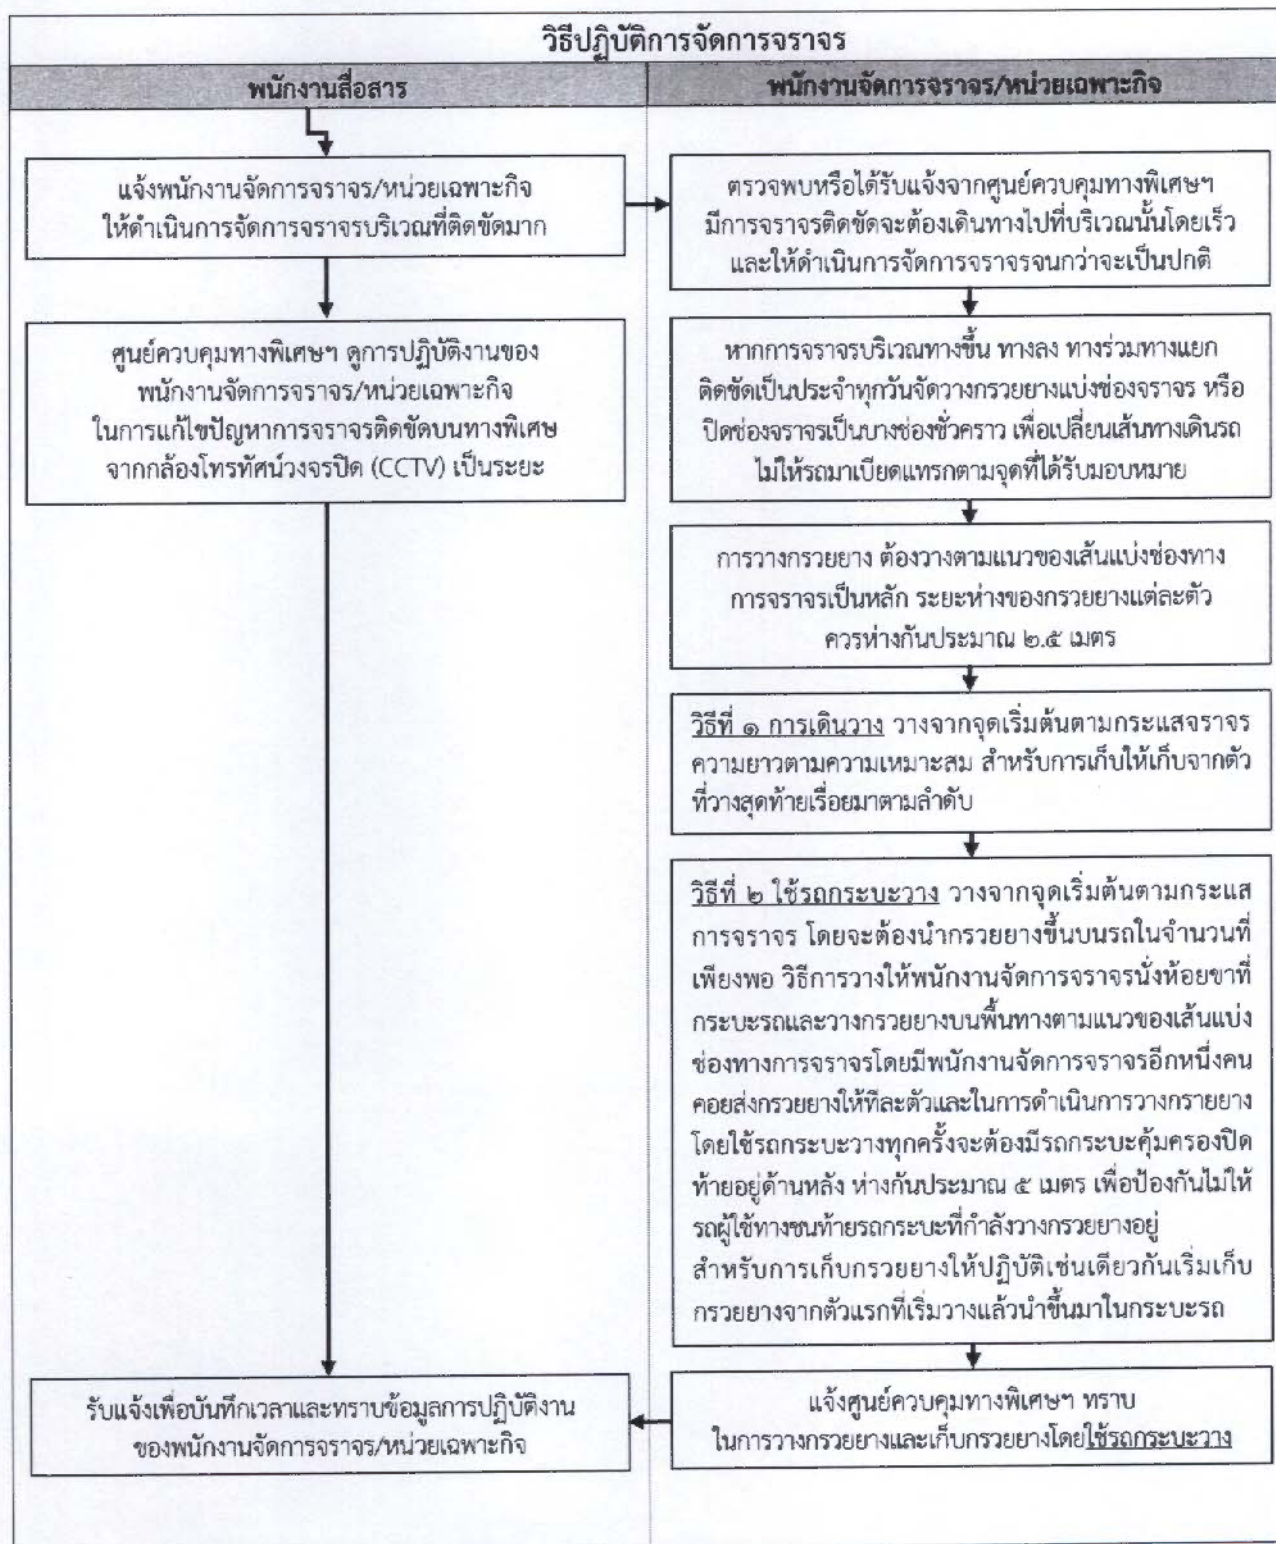 วิธีปฏิบัติการจัดการจราจร
พนักงานสื่อสาร
พนักงานจัดการจราจร/หน่วยเฉพาะกิจ
แจ้งพนักงานจัดการจราจร/หน่วยเฉพาะกิจ
ให้ดำเนินการจัดการจราจรบริเวณที่ติดขัดมาก
ตรวจพบหรือได้รับแจ้งจากศูนย์ควบคุมทางพิเศษฯ
มีการจราจรติดขัดจะต้องเดินทางไปที่บริเวณนั้นโดยเร็ว
และให้ดำเนินการจัดการจราจรจนกว่าจะเป็นปกติ
ศูนย์ควบคุมทางพิเศษฯ ดูการปฏิบัติงานของ
พนักงานจัดการจราจร/หน่วยเฉพาะกิจ
ในการแก้ไขปัญหาการจราจรติดขัดบนทางพิเศษ
จากกล้องโทรทัศน์วงจรปิด (CCTV) เป็นระยะ
หากการจราจรบริเวณทางขึ้น ทางลง ทางร่วมทางแยก
ติดขัดเป็นประจำทุกวันจัดวางกรวยยางแบ่งช่องจราจร หรือ
ปิดช่องจราจรเป็นบางช่องชั่วคราว เพื่อเปลี่ยนเส้นทางเดินรถ
ไม่ให้รถมาเบียดแทรกตามจุดที่ได้รับมอบหมาย
การวางกรวยยาง ต้องวางตามแนวของเส้นแบ่งช่องทาง
การจราจรเป็นหลัก ระยะห่างของกรวยยางแต่ละตัว
ควรห่างกันประมาณ ๒.๕ เมตร
วิธีที่ ๑ การเดินวาง วางจากจุดเริ่มต้นตามกระแสจราจร
ความยาวตามความเหมาะสม สำหรับการเก็บให้เก็บจากตัว
ที่วางสุดท้ายเรื่อยมาตามลำดับ
วิธีที่ ๒ ใช้รถกระบะวาง วางจากจุดเริ่มต้นตามกระแส
การจราจร โดยจะต้องนำกรวยยางขึ้นบนรถในจำนวนที่
เพียงพอ วิธีการวางให้พนักงานจัดการจราจรนั่งห้อยขาที่
กระบะรถและวางกรวยยางบนพื้นทางตามแนวของเส้นแบ่ง
ช่องทางการจราจรโดยมีพนักงานจัดการจราจรอีกหนึ่งคน
คอยส่งกรวยยางให้ทีละตัวและในการดำเนินการวางกรายยาง
โดยใช้รถกระบะวางทุกครั้งจะต้องมีรถกระบะคุ้มครองปิด
ท้ายอยู่ด้านหลัง ห่างกันประมาณ ๕ เมตร เพื่อป้องกันไม่ให้
รถผู้ใช้ทางชนท้ายรถกระบะที่กำลังวางกรวยยางอยู่
สำหรับการเก็บกรวยยางให้ปฏิบัติเช่นเดียวกันเริ่มเก็บ
กรวยยางจากตัวแรกที่เริ่มวางแล้วนำขึ้นมาในกระบะรถ
รับแจ้งเพื่อบันทึกเวลาและทราบข้อมูลการปฏิบัติงาน
ของพนักงานจัดการจราจร/หน่วยเฉพาะกิจ
แจ้งศูนย์ควบคุมทางพิเศษฯ ทราบ
ในการวางกรวยยางและเก็บกรวยยางโดยใช้รถกระบะวาง